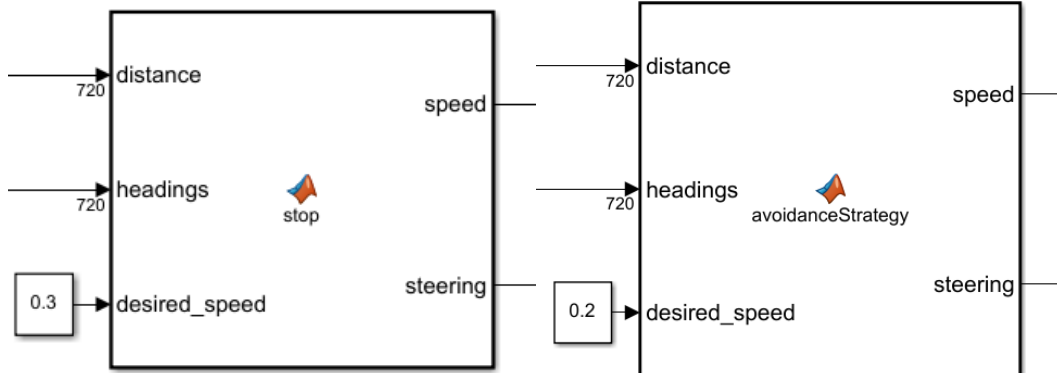 distance
720
speed
headings
720
stop
steering
0.3
desired_speed
distance
720
speed
headings
720
avoidanceStrategy
steering
0.2
desired_speed